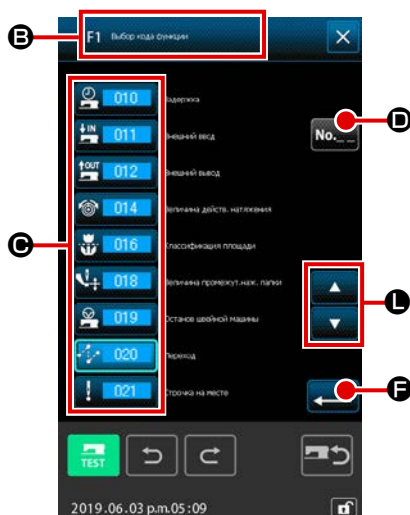 B
F1 Выбор кода функции
010 Задержка
D
↓IN 011 Внешний ввод
No._ _
↑OUT 012 Внешний вывод
014 Величина действ. натяжения
C
016 Классификация площади
018 Величина промежут.наж. лапки
L
019 Останов швейной машины
020 Переход
F
021 Строчка на месте
TEST
2019.06.03 p.m.05:09